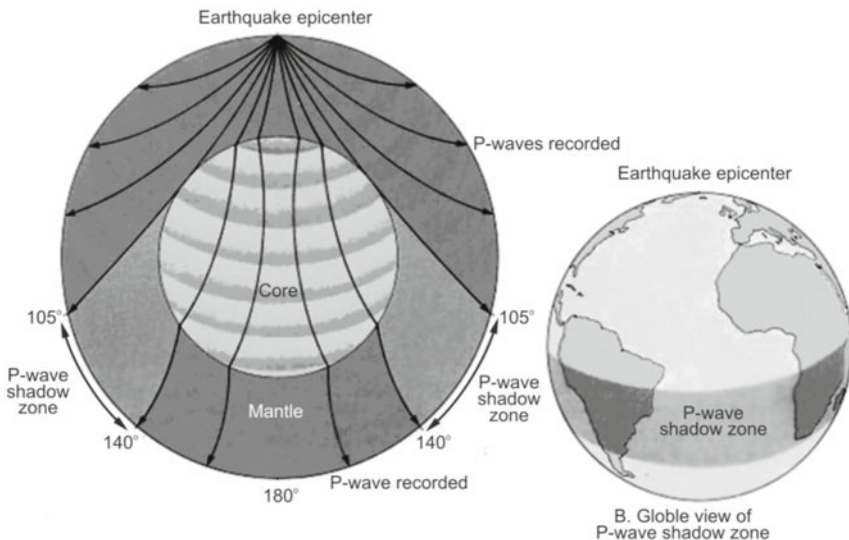 Earthquake epicenter
P-waves recorded
Earthquake epicenter
Core
105°
105°
P-wave
shadow
zone
P-wave
shadow
zone
Mantle
140°
140°
P-wave recorded
180°
P-wave
shadow zone
B. Globle view of
P-wave shadow zone